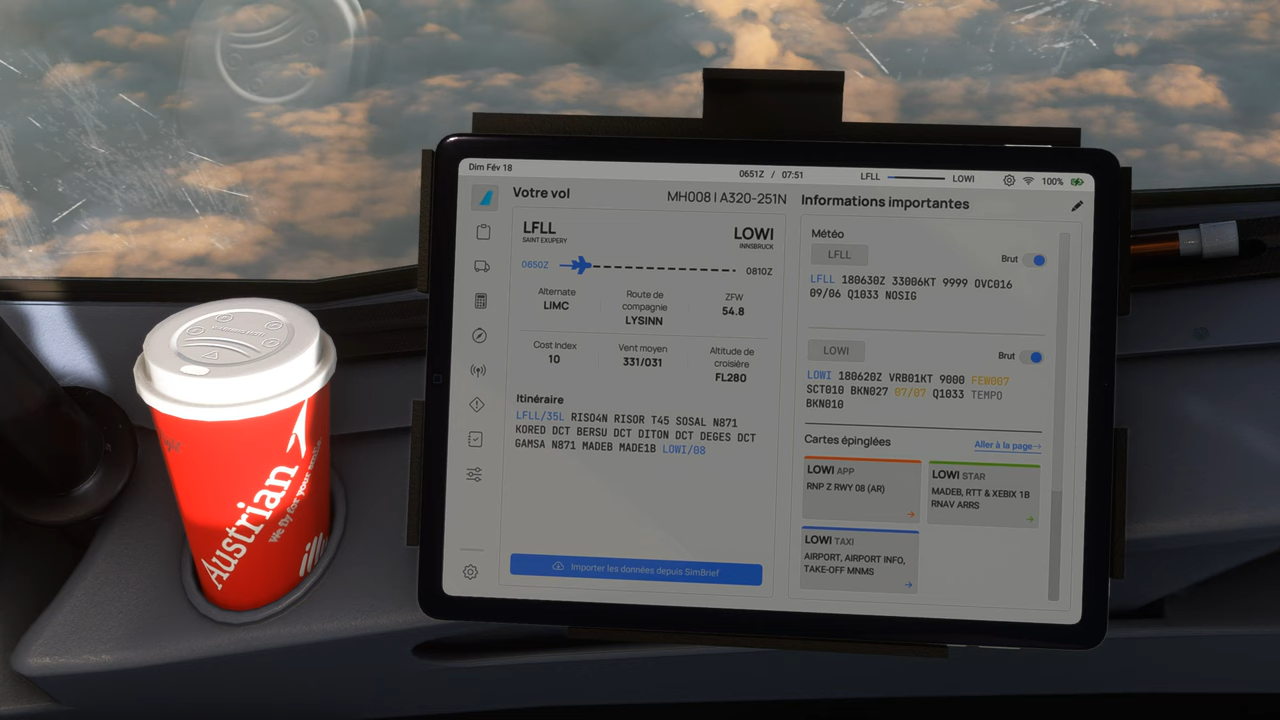 Dim Fév 18
0651Z / 07:51
LFLL LOWI
100%
Votre vol
MH008 | A320-251N
LFLL
SAINT EXUPERY
LOWI
INNSBRUCK
0650Z
0810Z
Alternate
LIMC
Route de
compagnie
LYSINN
ZFW
54.8
Cost Index
10
Vent moyen
331/031
Altitude de
croisière
FL280
Itinéraire
LFLL/35L RISO4N RISOR T45 SOSAL N871
KORED DCT BERSU DCT DITON DCT DEGES DCT
GAMSA N871 MADEB MADE1B LOWI/08
Importer les données depuis SimBrief
Informations importantes
Météo
LFLL
Brut
LFLL 180630Z 33006KT 9999 OVC016
09/06 Q1033 NOSIG
LOWI
Brut
LOWI 180620Z VRB01KT 9000 FEW007
SCT010 BKN027 07/07 Q1033 TEMPO
BKN010
Cartes épinglées
Aller à la page→
LOWI APP
RNP Z RWY 08 (AR)
LOWI STAR
MADEB, RTT & XEBIX 1B
RNAV ARRS
LOWI TAXI
AIRPORT, AIRPORT INFO,
TAKE-OFF MNMS
Austrian
We fly for your smile.